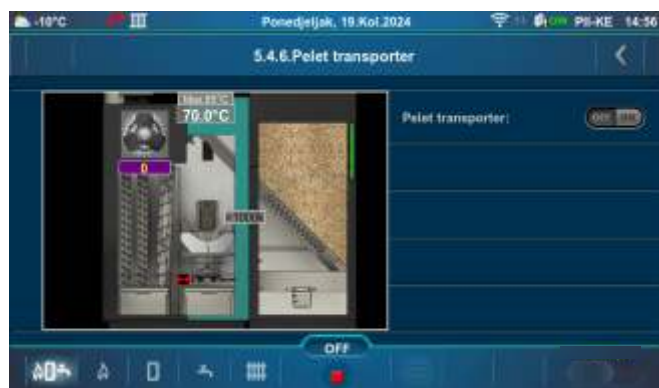 -10°C
Ponedjeljak, 19.Kol.2024
PII-KE 14:56
5.4.6.Pelet transporter
70.0°C
Pelet transporter:
OFF
0
OFF